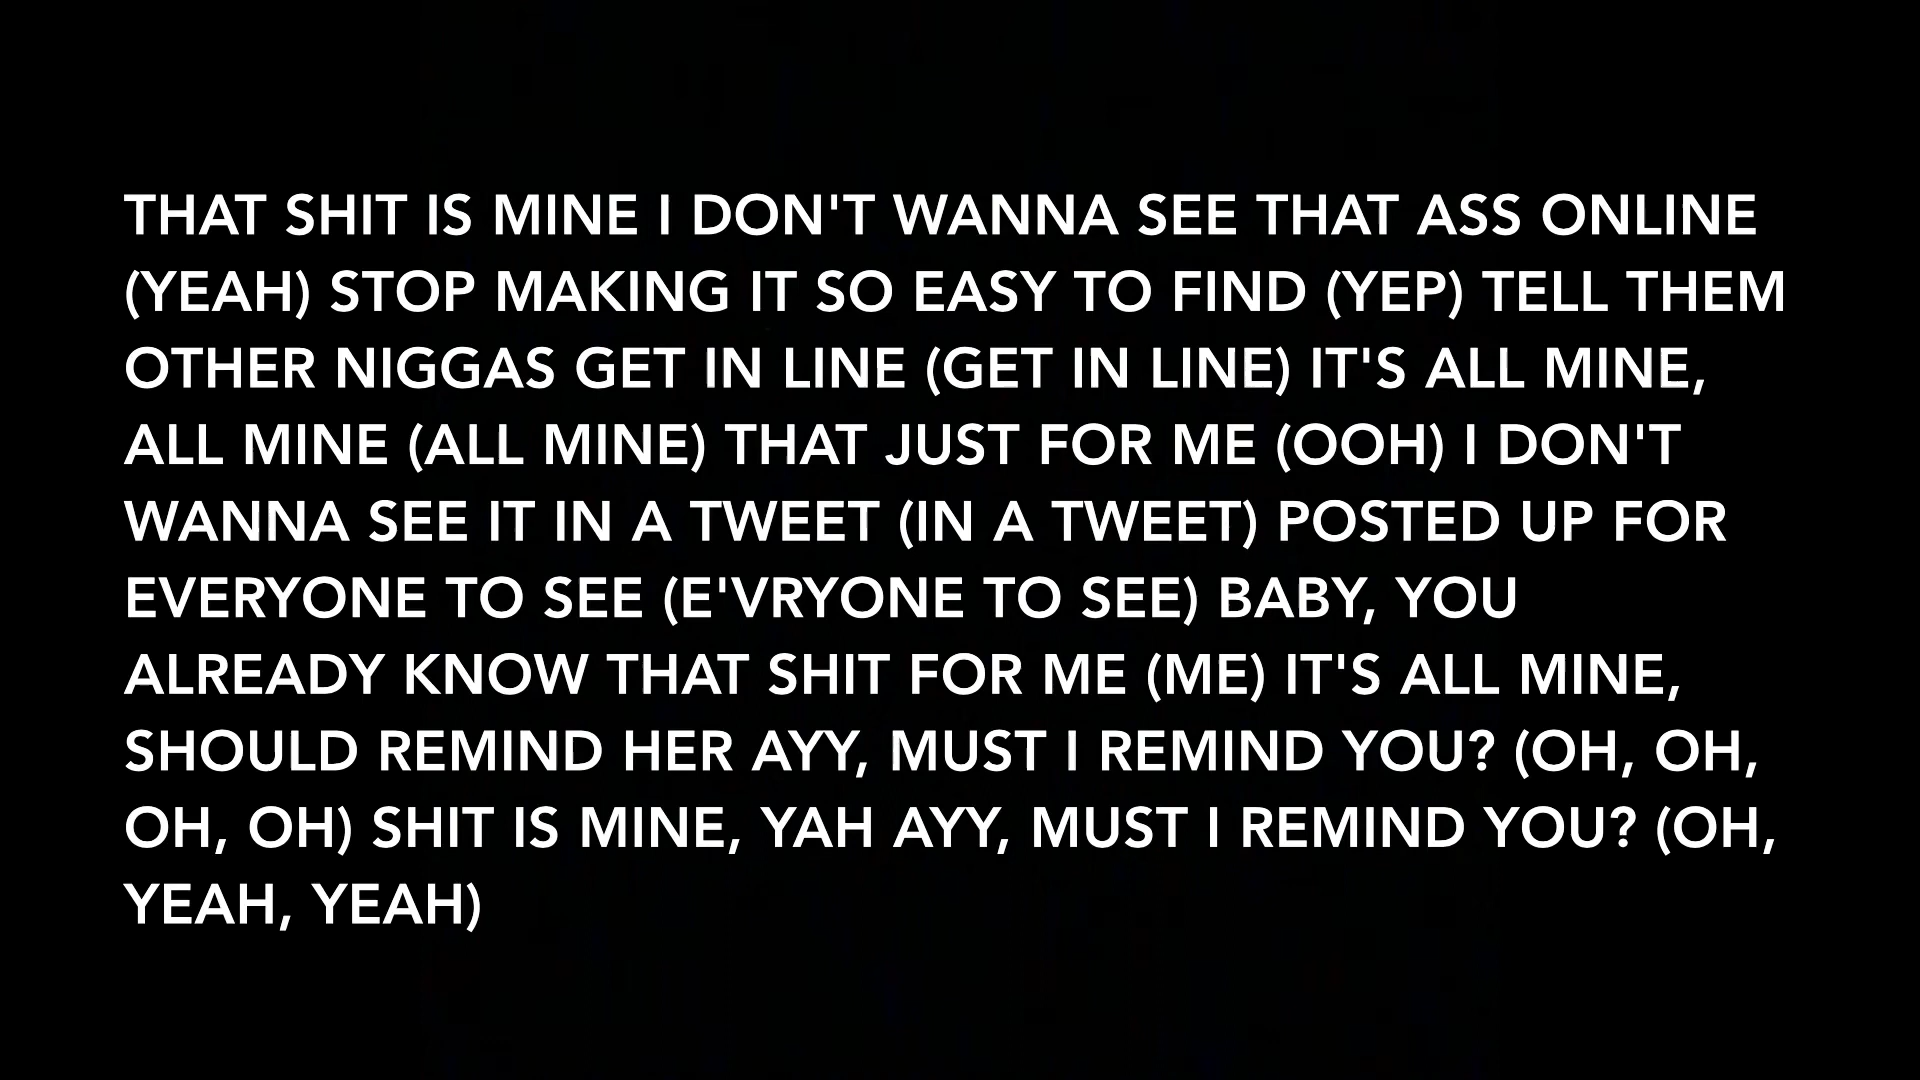 THAT SHIT IS MINE I DON'T WANNA SEE THAT ASS ONLINE
(YEAH) STOP MAKING IT SO EASY TO FIND (YEP) TELL THEM
OTHER NIGGAS GET IN LINE (GET IN LINE) IT'S ALL MINE,
ALL MINE (ALL MINE) THAT JUST FOR ME (OOH) I DON'T
WANNA SEE IT IN A TWEET (IN A TWEET) POSTED UP FOR
EVERYONE TO SEE (E'VRYONE TO SEE) BABY, YOU
ALREADY KNOW THAT SHIT FOR ME (ME) IT'S ALL MINE,
SHOULD REMIND HER AYY, MUST I REMIND YOU? (OH, OH,
OH, OH) SHIT IS MINE, YAH AYY, MUST I REMIND YOU? (OH,
YEAH, YEAH)